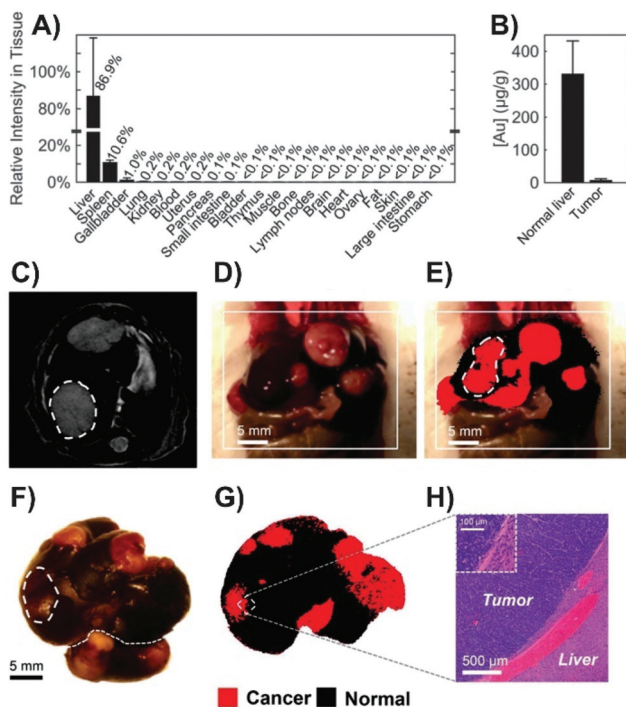 A)
Relative Intensity in Tissue
100%
80%
20%
0%
86.9%
10.6%
1.0%
0.2%
0.2%
0.2%
0.2%
0.1%
0.1%
<0.1%
<0.1%
<0.1%
<0.1%
<0.1%
<0.1%
<0.1%
<0.1%
<0.1%
<0.1%
<0.1%
<0.1%
Liver
Spleen
Gallbladder
Lung
Kidney
Blood
Uterus
Pancreas
Small intestine
Bladder
Thymus
Muscle
Bone
Lymph nodes
Brain
Heart
Ovary
Fat
Skin
Large intestine
Stomach
B)
[Au] (µg/g)
400
300
200
100
0
Normal liver
Tumor
C)
D)
5 mm
E)
5 mm
F)
5 mm
G)
H)
100 µm
Tumor
Liver
500 µm
Cancer Normal